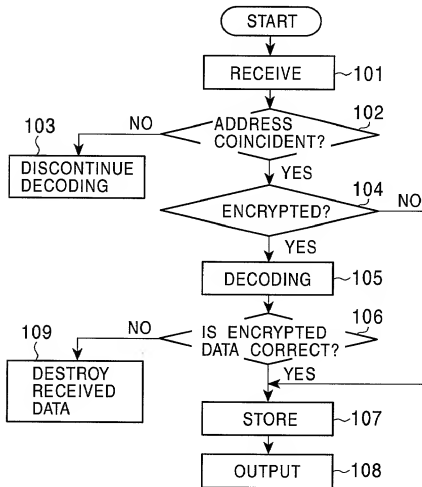 START
RECEIVE
101
102
ADDRESS
COINCIDENT?
NO
103
DISCONTINUE
DECODING
YES
104
ENCRYPTED?
NO
YES
DECODING
105
106
IS ENCRYPTED
DATA CORRECT?
NO
109
DESTROY
RECEIVED
DATA
YES
STORE
107
OUTPUT
108